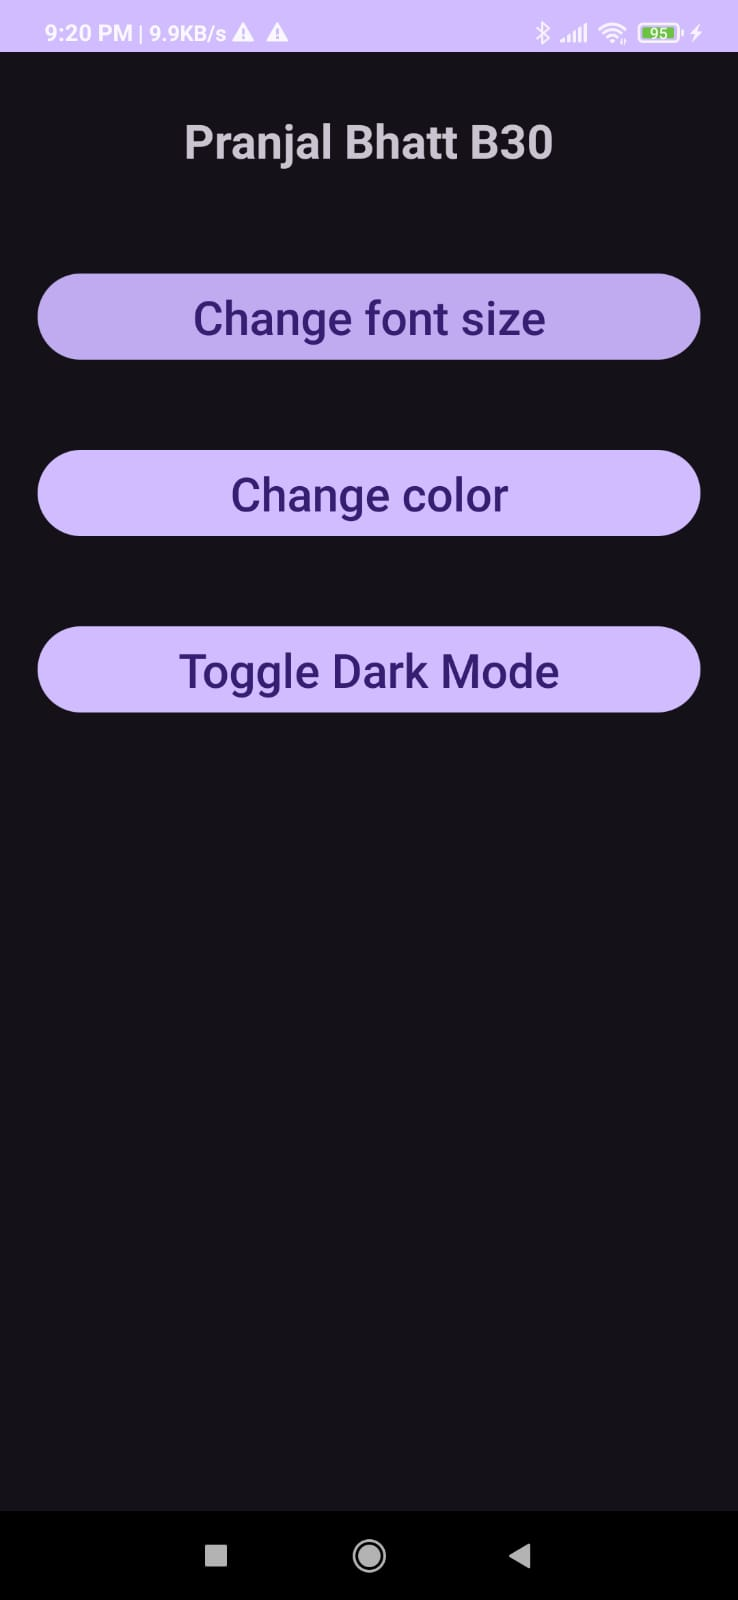 9:20 PM | 9.9KB/s
95
Pranjal Bhatt B30
Change font size
Change color
Toggle Dark Mode